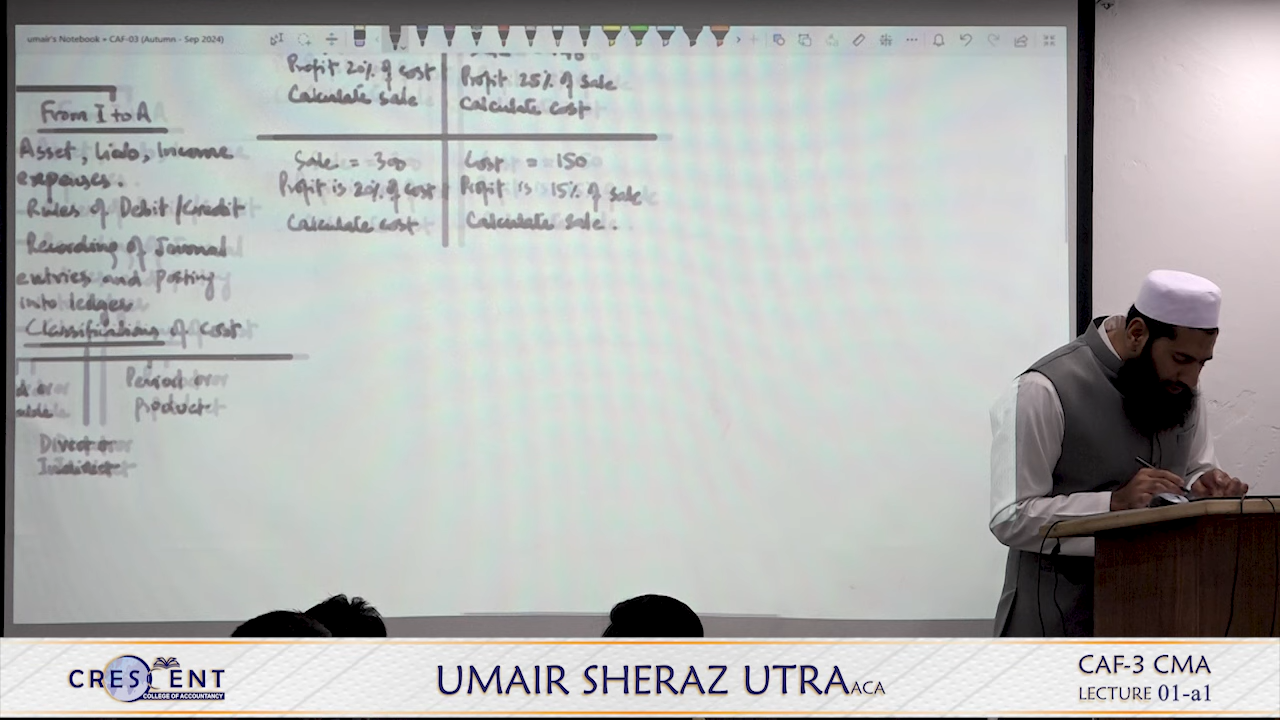 umair's Notebook • CAF-03 (Autumn - Sep 2024)
From I to A
Asset, Liab, Income
expenses.
Rules of Debit/Credit
Recording of Journal
entries and Posting
into ledger
Classifications of cost
Period or
product
Direct or
Indirect
Profit 20% of cost
Calculate sale
Profit 25% of sale
Calculate cost
Sale = 300
Profit is 20% of cost
Calculate cost
Cost = 150
Profit is 15% of sale
Calculate sale.
CRESCENT
COLLEGE OF ACCOUNTANCY
UMAIR SHERAZ UTRA ACA
CAF-3 CMA
LECTURE 01-a1